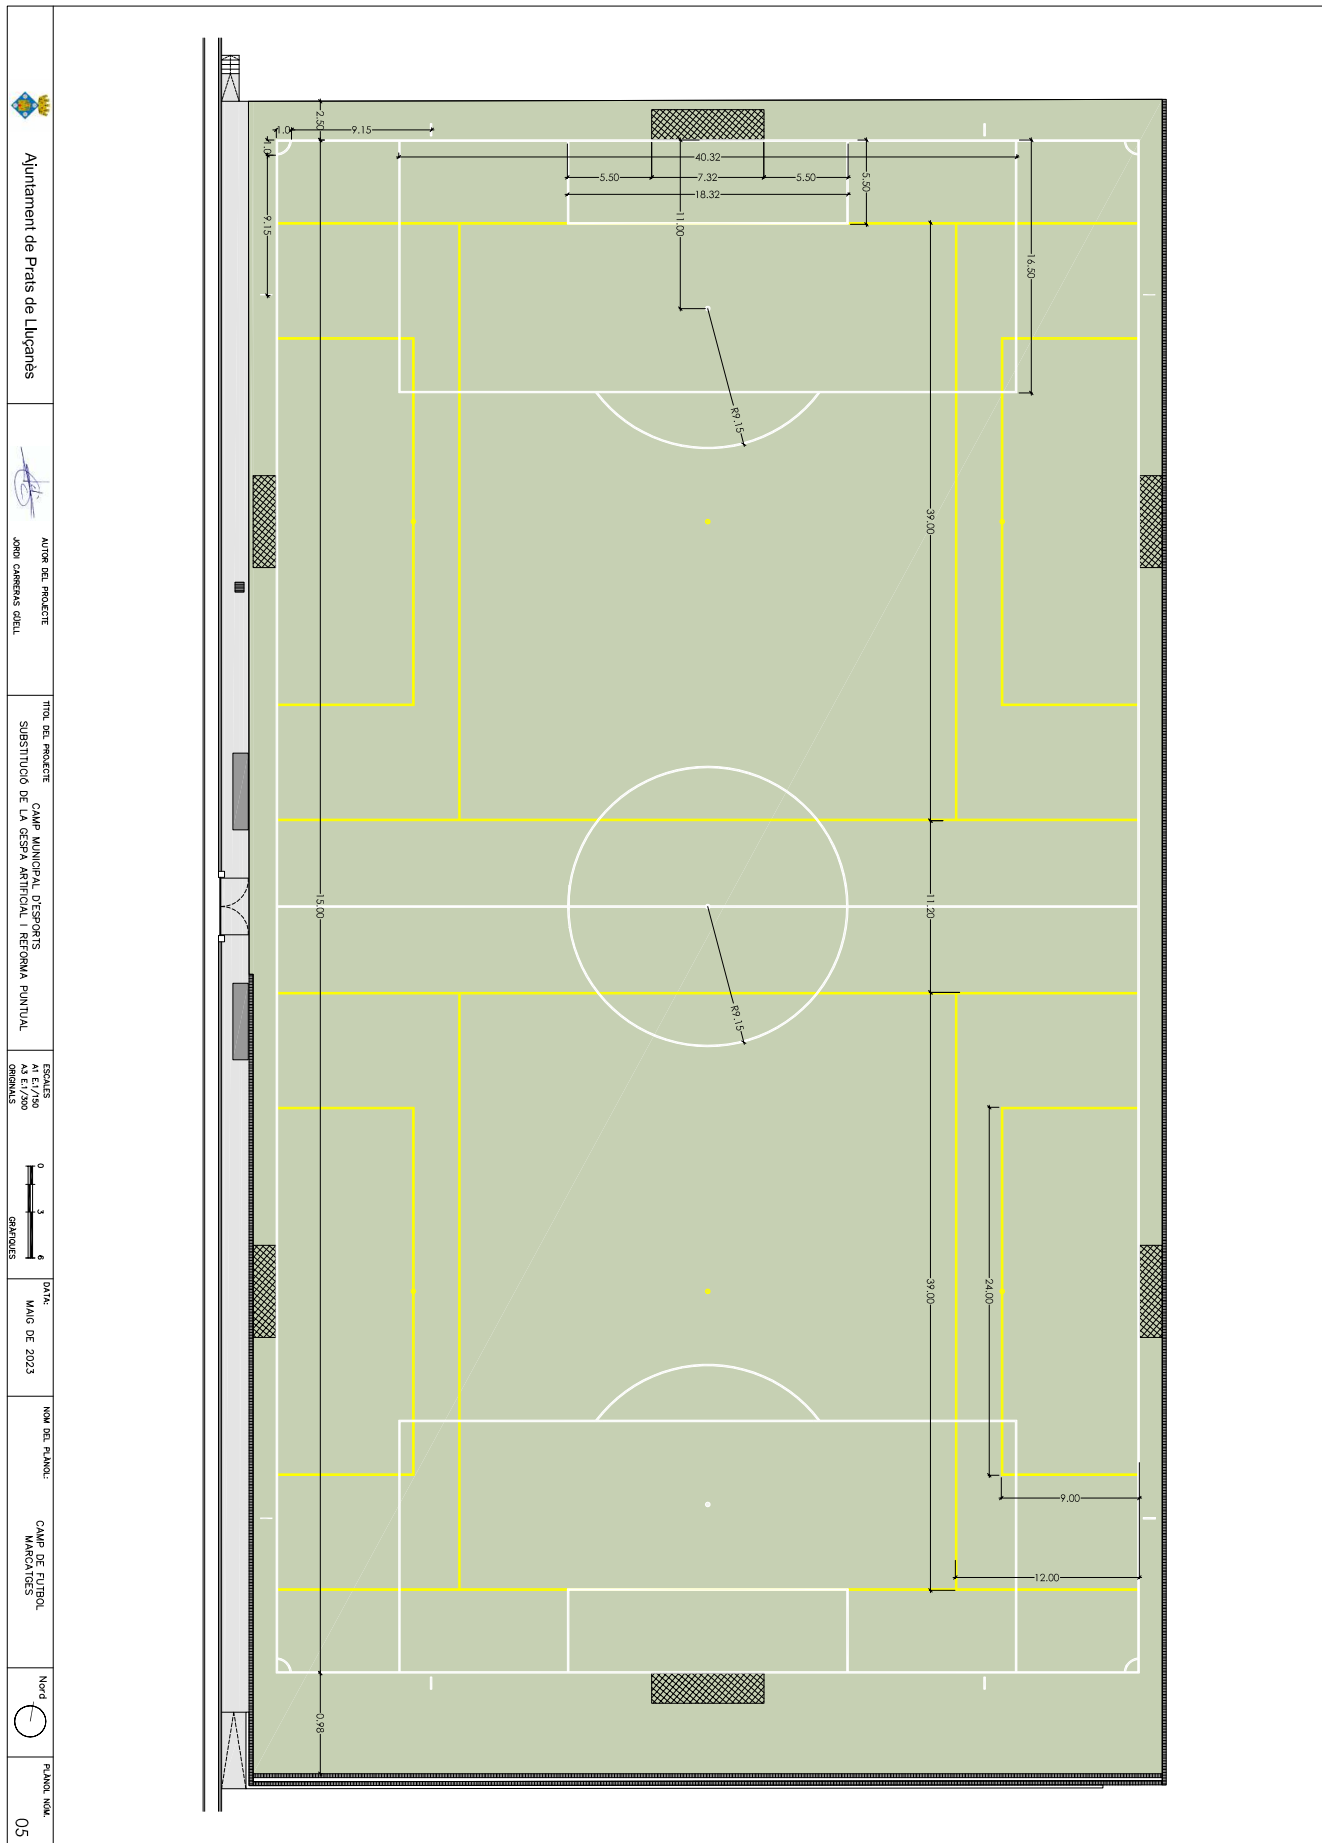 Ajuntament de Prats de Lluçanès
AUTOR DEL PROJECTE
JORDI CARRERAS GÜELL
TÍTOL DEL PROJECTE
CAMP MUNICIPAL D'ESPORTS
SUBSTITUCIÓ DE LA GESPA ARTIFICIAL I REFORMA PUNTUAL
ESCALES
A1 E.1/150
A3 E.1/300
ORIGINALS
0 3 6
GRÀFIQUES
DATA:
MAIG DE 2023
NOM DEL PLÀNOL:
CAMP DE FUTBOL
MARCATGES
Nord
PLÀNOL NÚM.
05
2.50
1.0
9.15
1.0
9.15
40.32
5.50
7.32
5.50
18.32
5.50
11.00
16.50
R9.15
39.00
15.00
11.20
R9.15
39.00
24.00
9.00
12.00
0.98